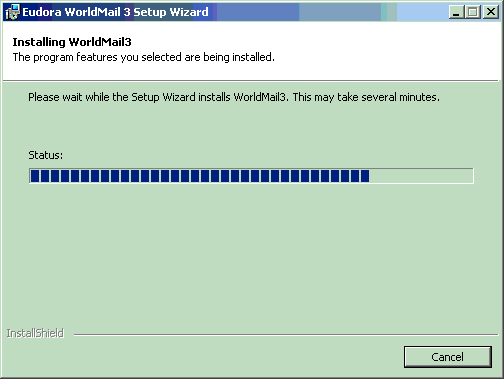 Eudora WorldMail 3 Setup Wizard
Installing WorldMail3
The program features you selected are being installed.
Please wait while the Setup Wizard installs WorldMail3. This may take several minutes.
Status:
InstallShield
Cancel